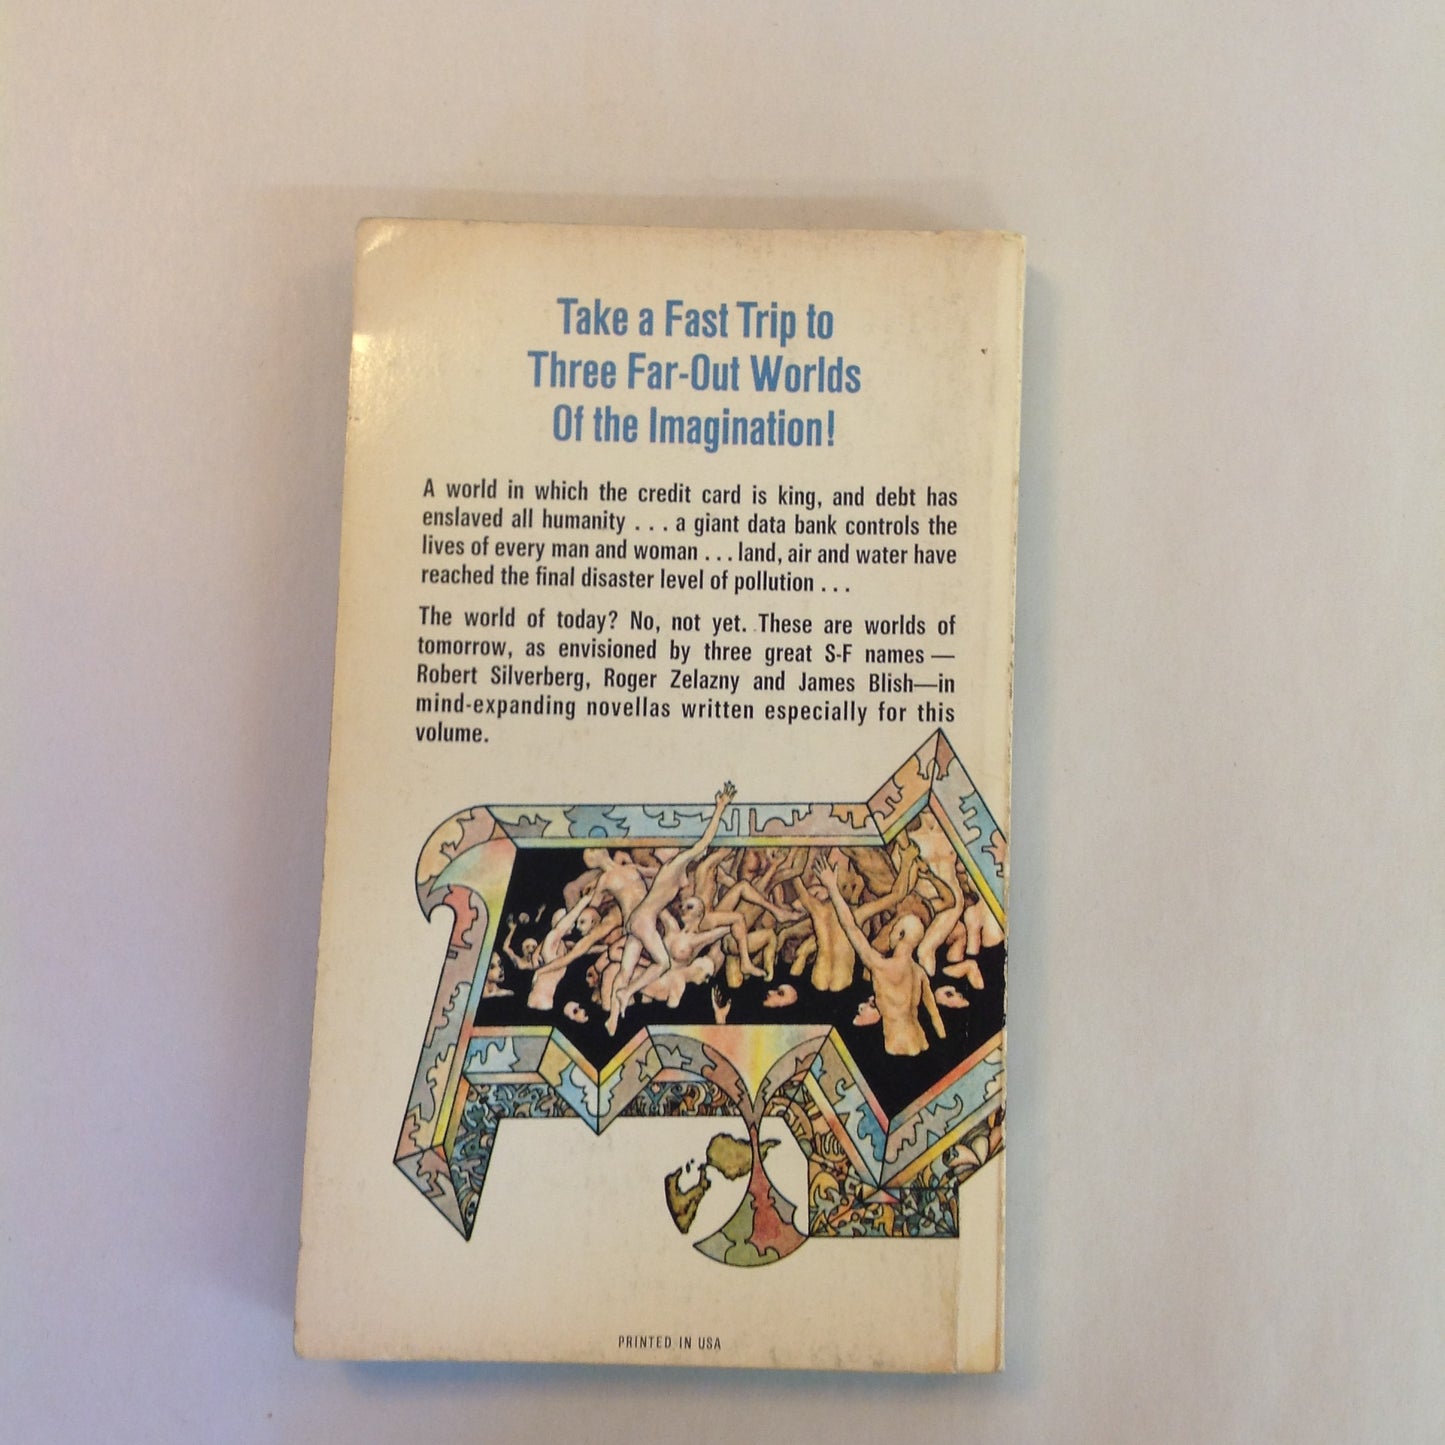 Take a Fast Trip to
Three Far-Out Worlds
Of the Imagination!
A world in which the credit card is king, and debt has
enslaved all humanity . . . a giant data bank controls the
lives of every man and woman . . . land, air and water have
reached the final disaster level of pollution . . .
The world of today? No, not yet. These are worlds of
tomorrow, as envisioned by three great S-F names —
Robert Silverberg, Roger Zelazny and James Blish—in
mind-expanding novellas written especially for this
volume.
PRINTED IN USA